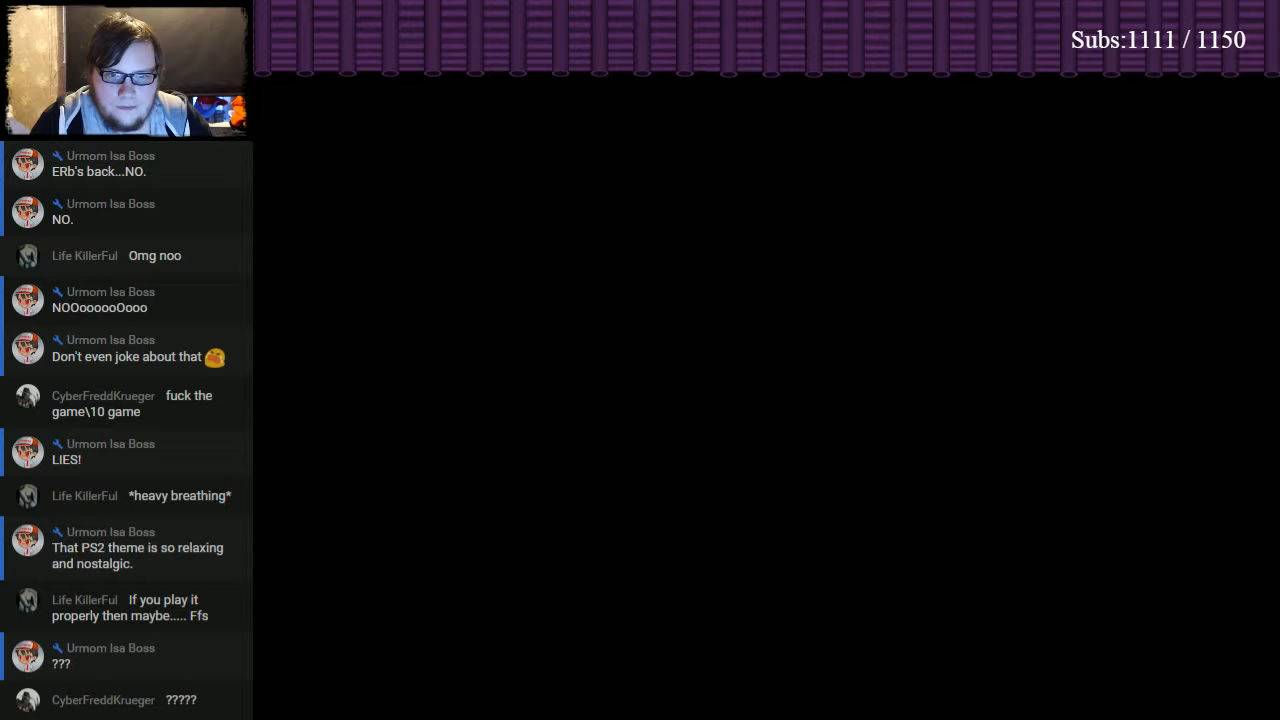 Subs:1111 / 1150
Urmom Isa Boss
ERb's back...NO.
Urmom Isa Boss
NO.
Life KillerFul Omg noo
Urmom Isa Boss
NOOoooooOooo
Urmom Isa Boss
Don't even joke about that
CyberFreddKrueger fuck the
game\10 game
Urmom Isa Boss
LIES!
Life KillerFul *heavy breathing*
Urmom Isa Boss
That PS2 theme is so relaxing
and nostalgic.
Life KillerFul If you play it
properly then maybe..... Ffs
Urmom Isa Boss
???
CyberFreddKrueger ?????